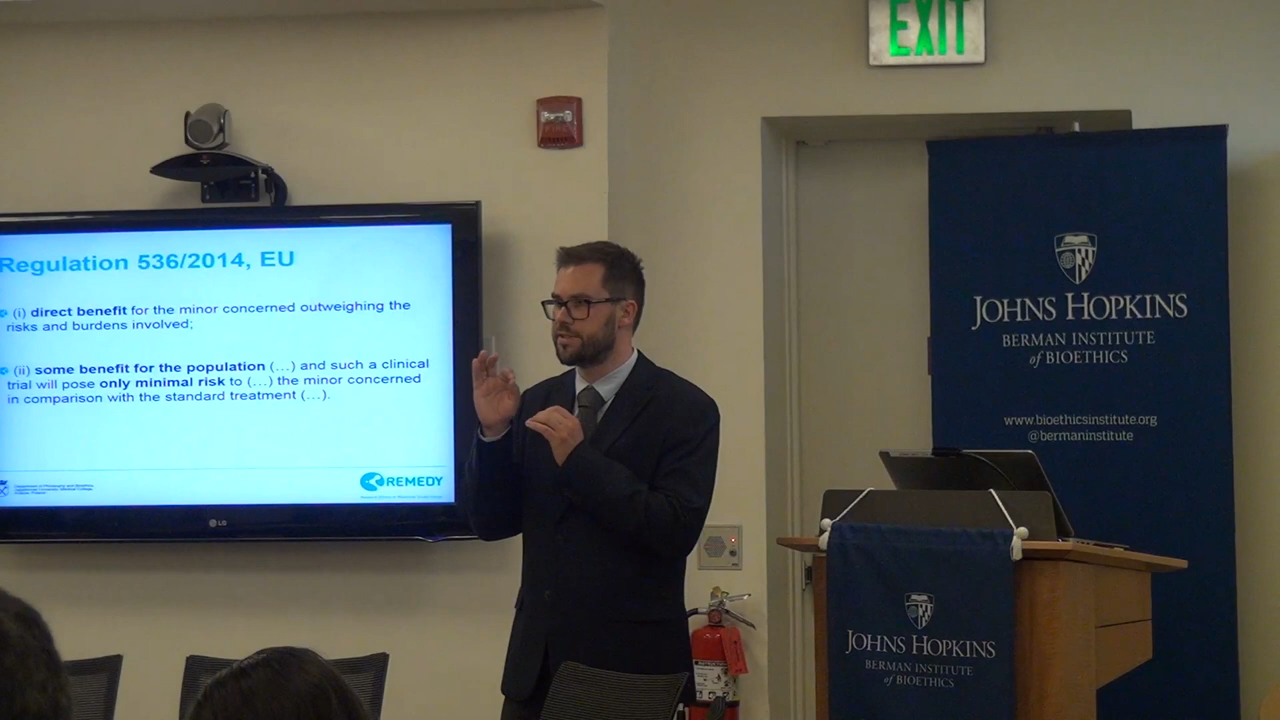 EXIT
Regulation 536/2014, EU
(i) direct benefit for the minor concerned outweighing the
risks and burdens involved;
(ii) some benefit for the population (…) and such a clinical
trial will pose only minimal risk to (…) the minor concerned
in comparison with the standard treatment (…).
REMEDY
LG
JOHNS HOPKINS
BERMAN INSTITUTE
of BIOETHICS
www.bioethicsinstitute.org
@bermaninstitute
JOHNS HOPKINS
BERMAN INSTITUTE
of BIOETHICS